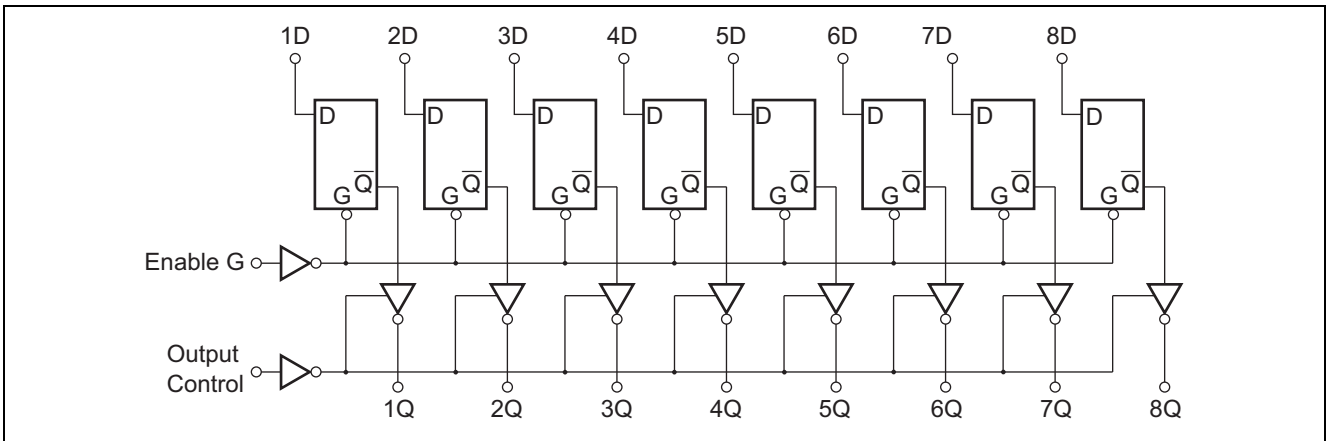 1D 2D 3D 4D 5D 6D 7D 8D
D D D D D D D D
Q̅ Q̅ Q̅ Q̅ Q̅ Q̅ Q̅ Q̅
G G G G G G G G
Enable G
Output
Control
1Q 2Q 3Q 4Q 5Q 6Q 7Q 8Q